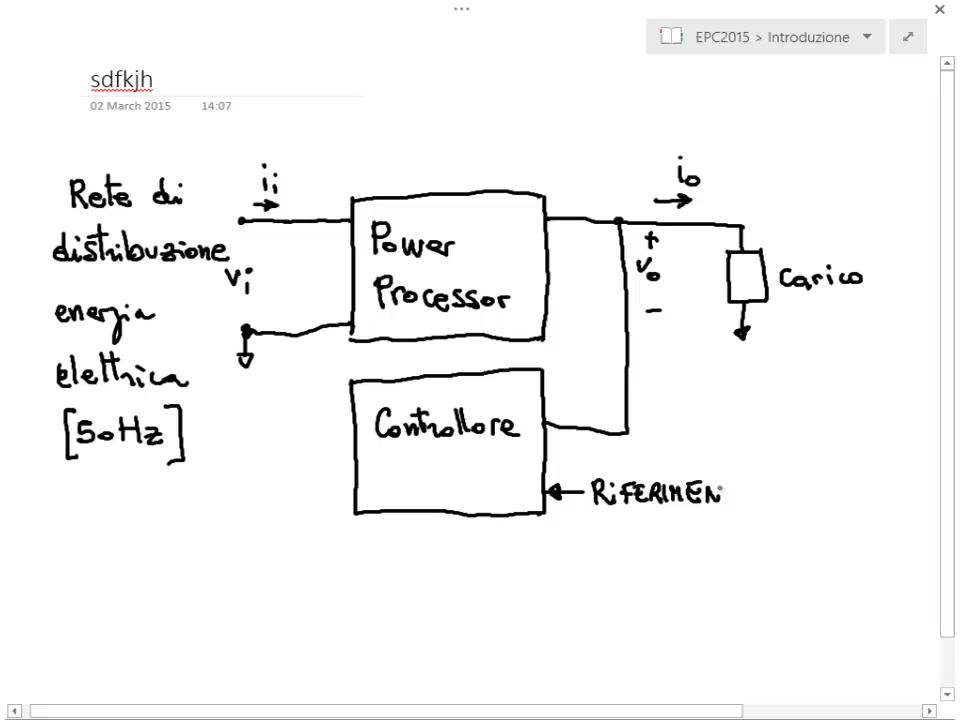 EPC2015 > Introduzione
sdfkjh
02 March 2015 14:07
Rete di
distribuzione
energia
elettrica
[50Hz]
ii
vi
Power
Processor
Controllore
io
+
vo
-
Carico
RIFERIMEN